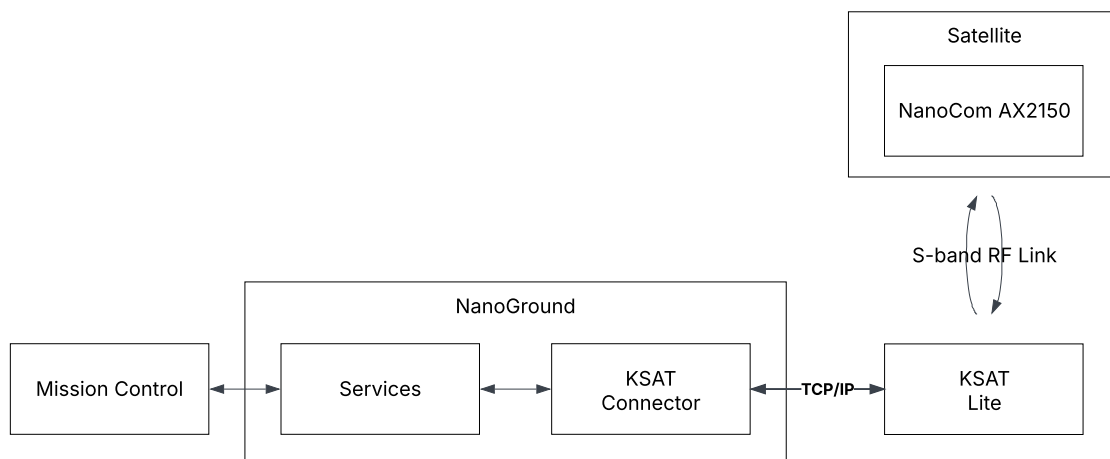 Satellite
NanoCom AX2150
S-band RF Link
NanoGround
Mission Control
Services
KSAT
Connector
TCP/IP
KSAT
Lite